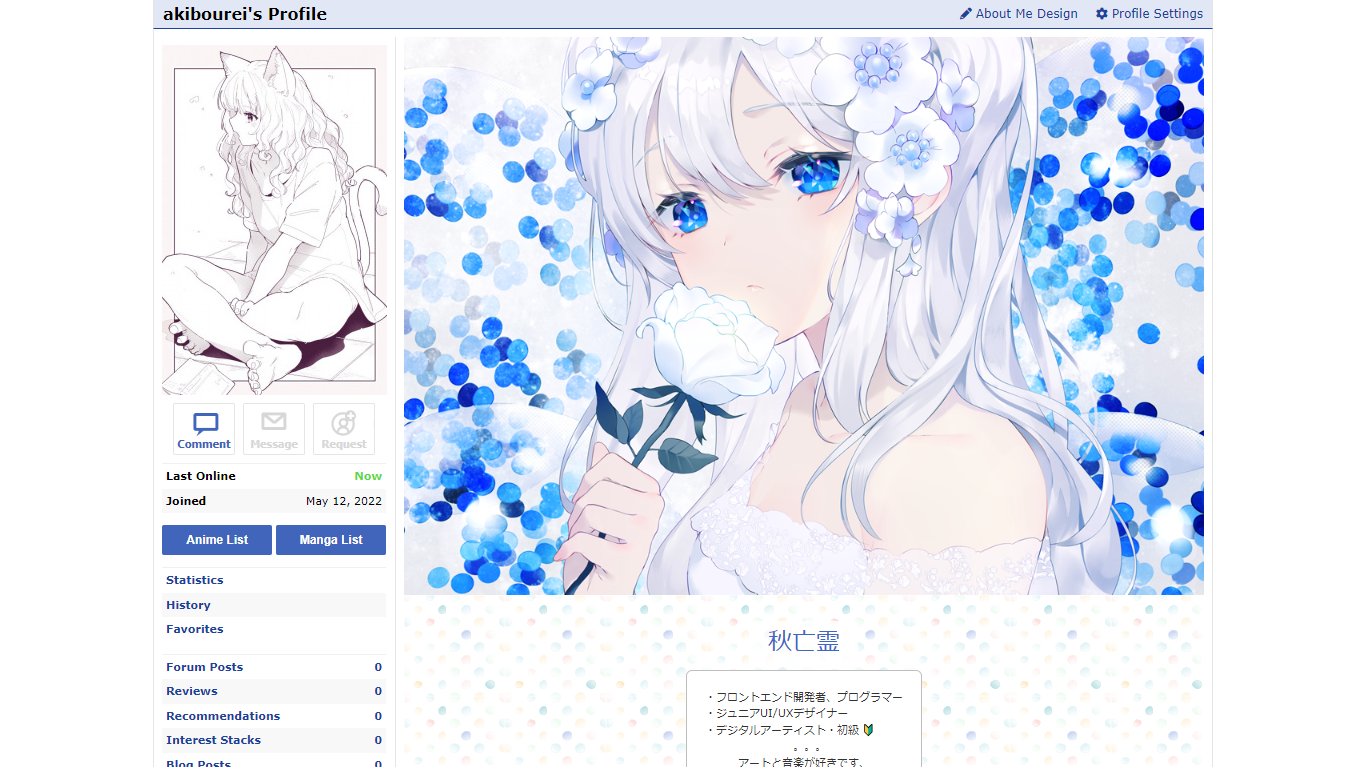 akibourei's Profile
About Me Design
Profile Settings
Comment
Message
Request
Last Online Now
Joined May 12, 2022
Anime List
Manga List
Statistics
History
Favorites
Forum Posts 0
Reviews 0
Recommendations 0
Interest Stacks 0
Blog Posts 0
秋亡霊
・フロントエンド開発者、プログラマー
・ジュニアUI/UXデザイナー
・デジタルアーティスト・初級 🔰
。。。
アートと音楽が好きです、